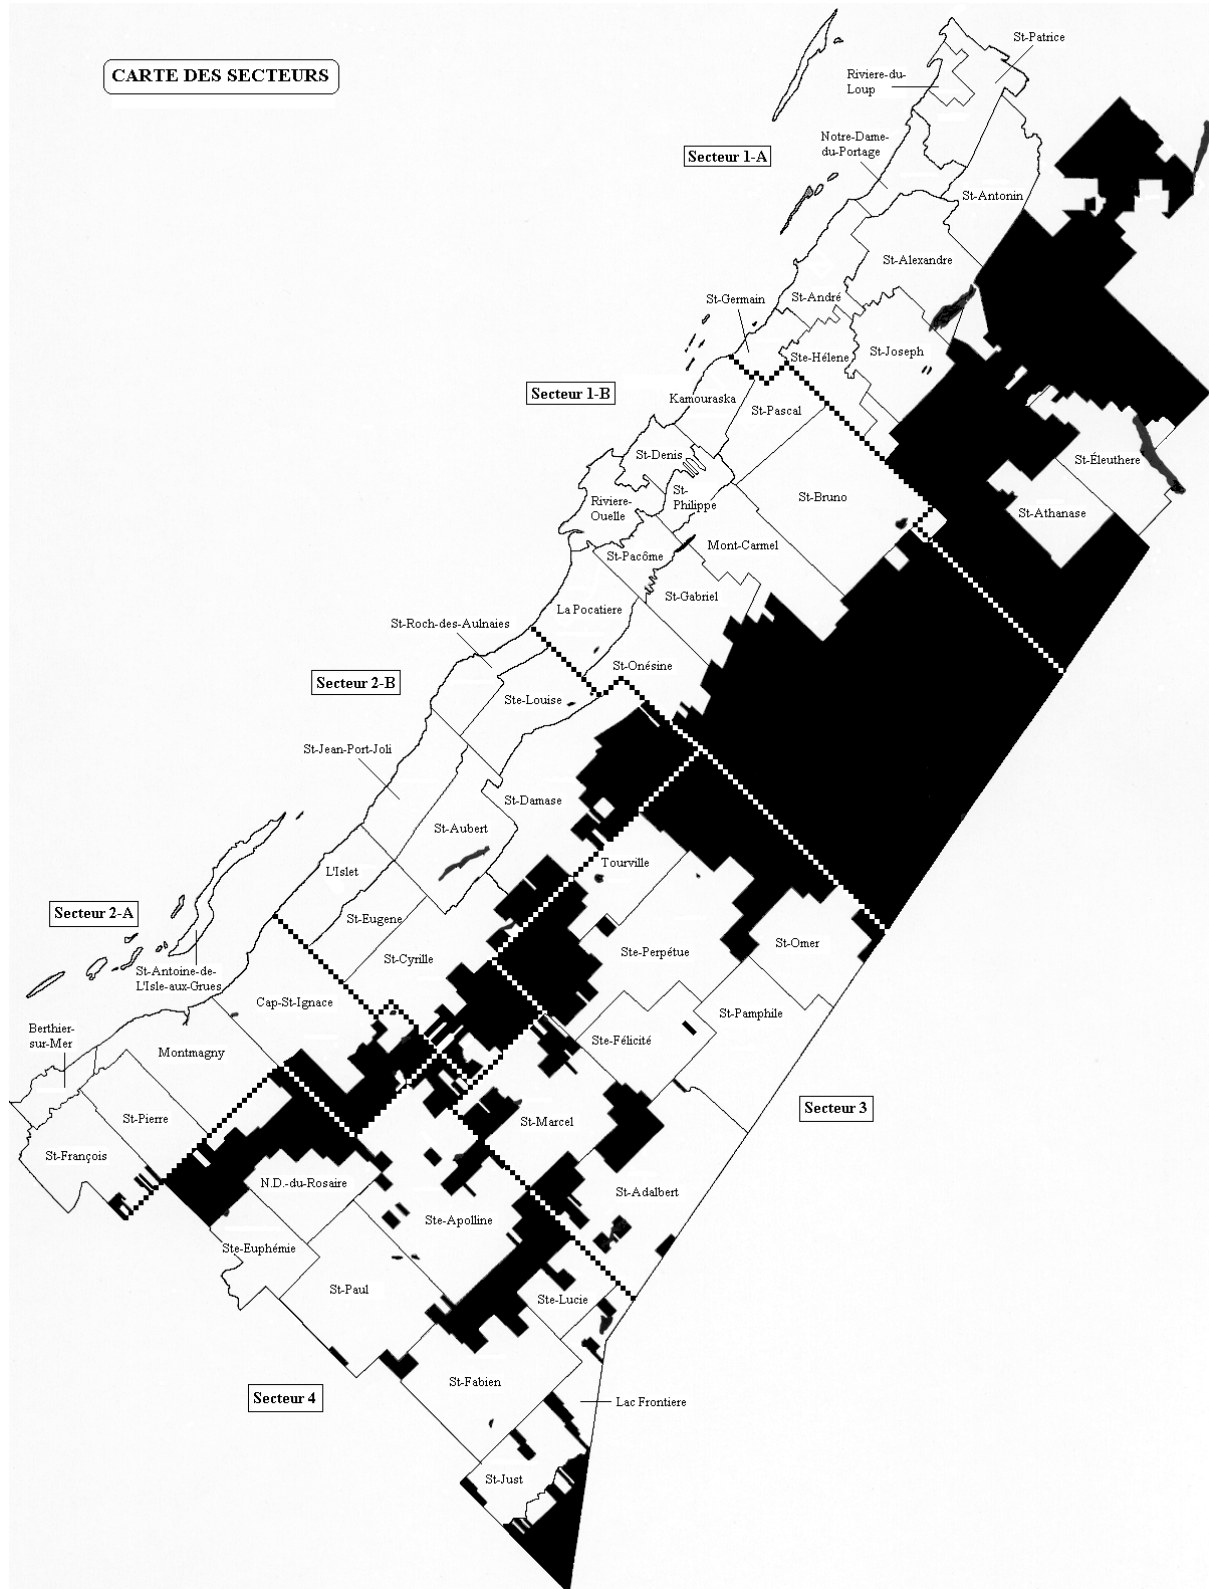 CARTE DES SECTEURS
St-Patrice
Riviere-du-
Loup
Notre-Dame-
du-Portage
Secteur 1-A
St-Antonin
St-Alexandre
St-André
St-Germain
Ste-Hélene
St-Joseph
Secteur 1-B
Kamouraska
St-Pascal
St-Denis
St-Éleuthere
St-Bruno
St-
Philippe
Riviere-
Ouelle
St-Athanase
Mont-Carmel
St-Pacôme
St-Gabriel
La Pocatiere
St-Roch-des-Aulnaies
St-Onésine
Secteur 2-B
Ste-Louise
St-Jean-Port-Joli
St-Damase
St-Aubert
Tourville
L'Islet
Secteur 2-A
St-Eugene
St-Omer
Ste-Perpétue
St-Cyrille
St-Antoine-de-
L'Isle-aux-Grues
Cap-St-Ignace
St-Pamphile
Berthier-
sur-Mer
Montmagny
Ste-Félicité
Secteur 3
St-Pierre
St-Marcel
St-François
N.D.-du-Rosaire
St-Adalbert
Ste-Apolline
Ste-Euphémie
St-Paul
Ste-Lucie
St-Fabien
Secteur 4
Lac Frontiere
St-Just